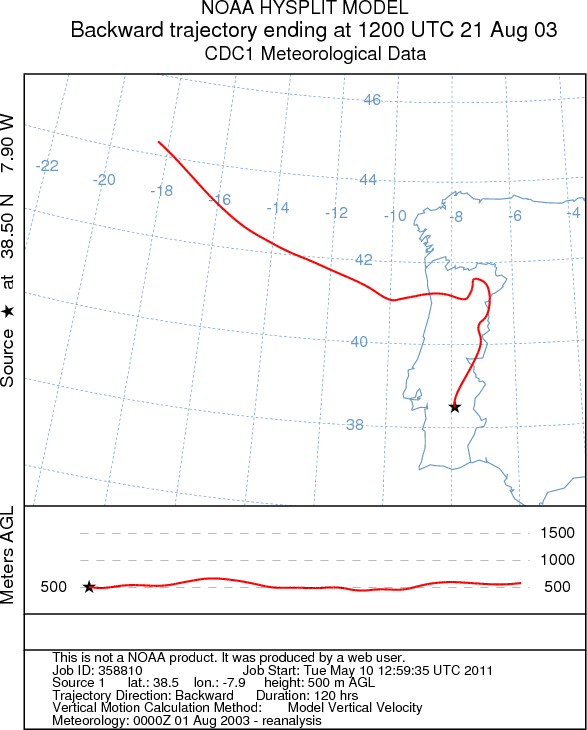 NOAA HYSPLIT MODEL
Backward trajectory ending at 1200 UTC 21 Aug 03
CDC1 Meteorological Data
Source ★ at 38.50 N 7.90 W
46
44
42
40
38
-22
-20
-18
-16
-14
-12
-10
-8
-6
-4
Meters AGL
1500
1000
500
500
This is not a NOAA product. It was produced by a web user.
Job ID: 358810 Job Start: Tue May 10 12:59:35 UTC 2011
Source 1 lat.: 38.5 lon.: -7.9 height: 500 m AGL
Trajectory Direction: Backward Duration: 120 hrs
Vertical Motion Calculation Method: Model Vertical Velocity
Meteorology: 0000Z 01 Aug 2003 - reanalysis